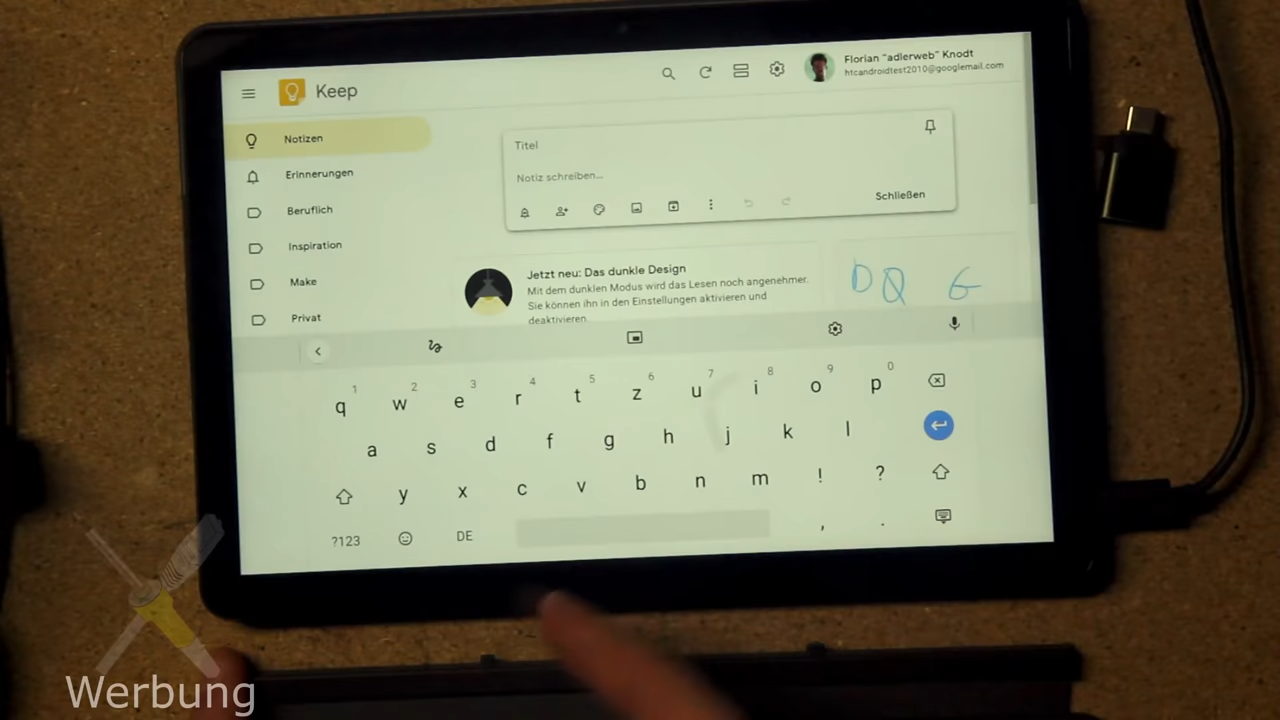 Keep
Florian "adlerweb" Knodt
htcandroidtest2010@googlemail.com
Notizen
Erinnerungen
Beruflich
Inspiration
Make
Privat
Titel
Notiz schreiben...
Schließen
Jetzt neu: Das dunkle Design
Mit dem dunklen Modus wird das Lesen noch angenehmer.
Sie können ihn in den Einstellungen aktivieren und
deaktivieren.
D Q G
1 2 3 4 5 6 7 8 9 0
q w e r t z u i o p
a s d f g h j k l
y x c v b n m ! ?
?123 DE , .
Werbung